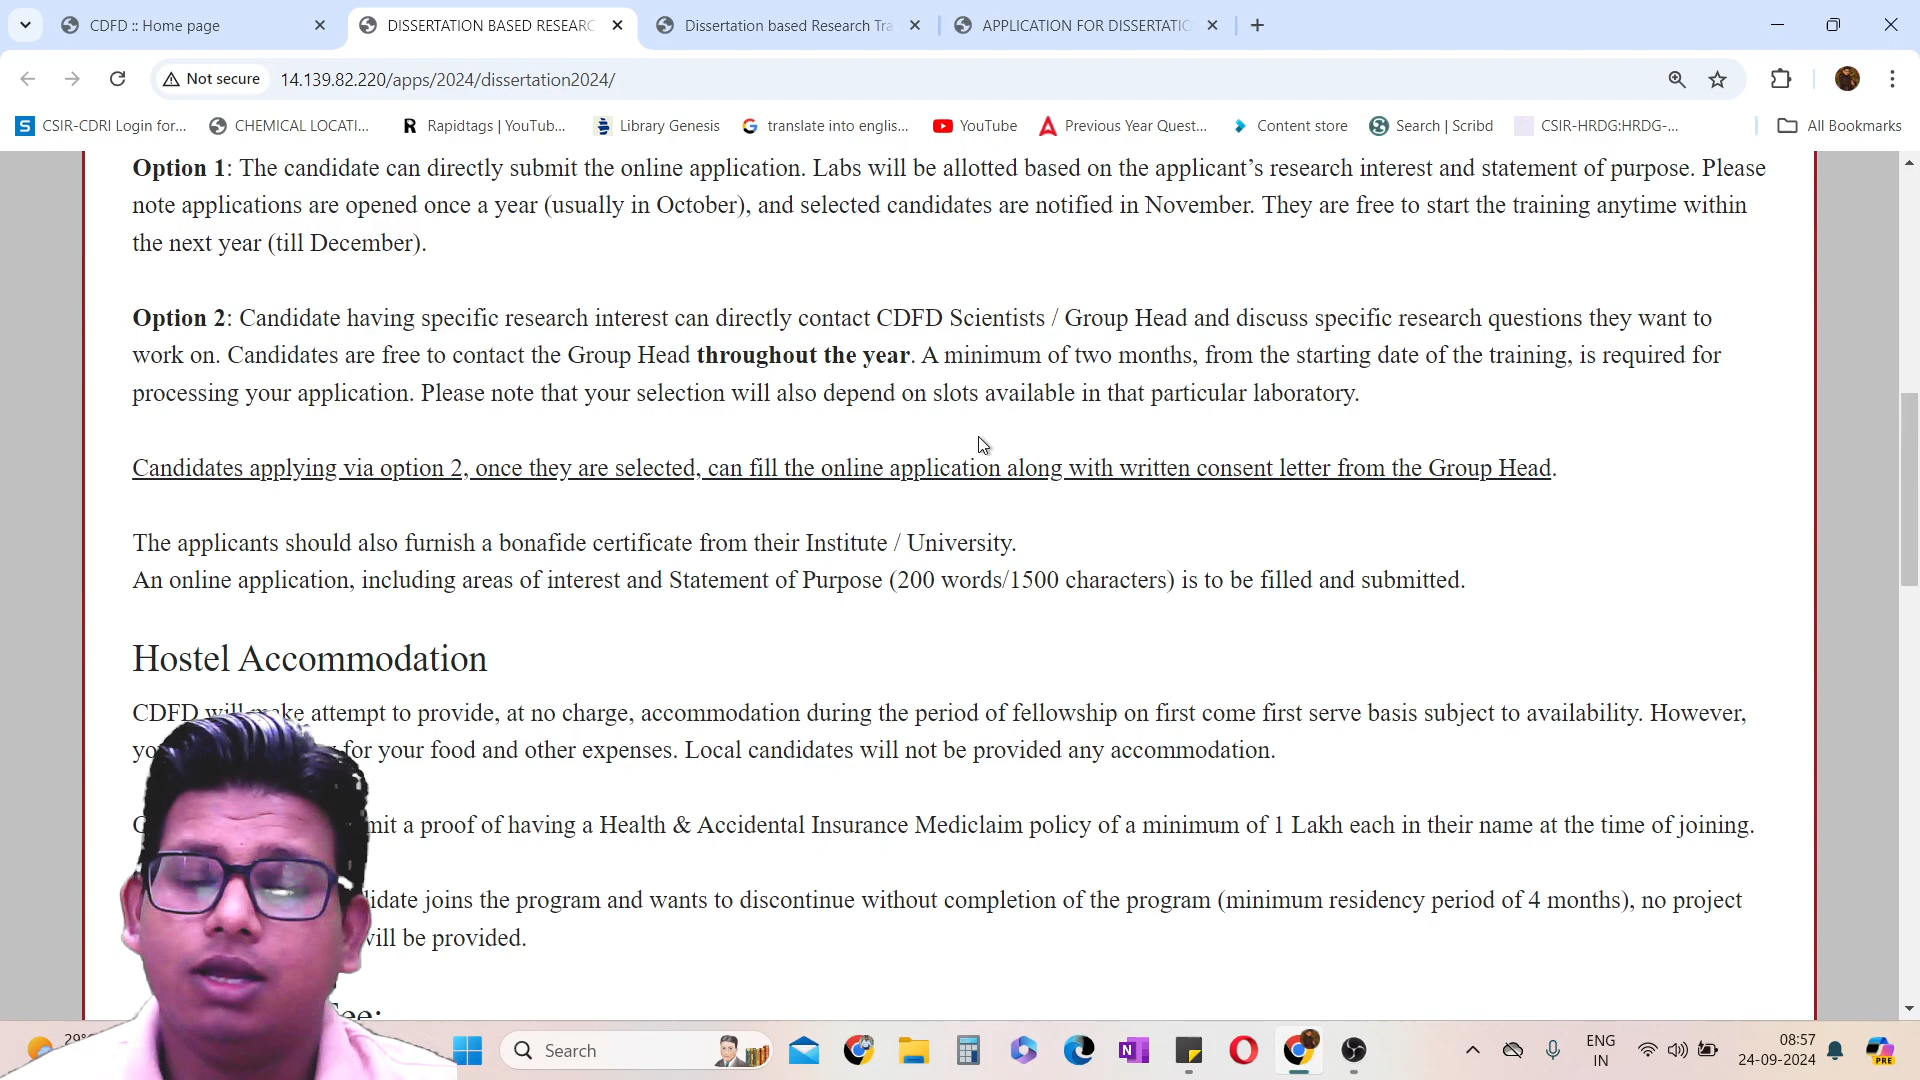 CDFD :: Home page
DISSERTATION BASED RESEARC
Dissertation based Research Tra
APPLICATION FOR DISSERTATIO
Not secure
14.139.82.220/apps/2024/dissertation2024/
CSIR-CDRI Login for...
CHEMICAL LOCATI...
Rapidtags | YouTub...
Library Genesis
translate into englis...
YouTube
Previous Year Quest...
Content store
Search | Scribd
CSIR-HRDG:HRDG-...
All Bookmarks
Option 1: The candidate can directly submit the online application. Labs will be allotted based on the applicant’s research interest and statement of purpose. Please
note applications are opened once a year (usually in October), and selected candidates are notified in November. They are free to start the training anytime within
the next year (till December).
Option 2: Candidate having specific research interest can directly contact CDFD Scientists / Group Head and discuss specific research questions they want to
work on. Candidates are free to contact the Group Head throughout the year. A minimum of two months, from the starting date of the training, is required for
processing your application. Please note that your selection will also depend on slots available in that particular laboratory.
Candidates applying via option 2, once they are selected, can fill the online application along with written consent letter from the Group Head.
The applicants should also furnish a bonafide certificate from their Institute / University.
An online application, including areas of interest and Statement of Purpose (200 words/1500 characters) is to be filled and submitted.
Hostel Accommodation
CDFD will make attempt to provide, at no charge, accommodation during the period of fellowship on first come first serve basis subject to availability. However,
for your food and other expenses. Local candidates will not be provided any accommodation.
mit a proof of having a Health & Accidental Insurance Mediclaim policy of a minimum of 1 Lakh each in their name at the time of joining.
lidate joins the program and wants to discontinue without completion of the program (minimum residency period of 4 months), no project
will be provided.
ee:
29°
Search
PRE
ENG
IN
08:57
24-09-2024